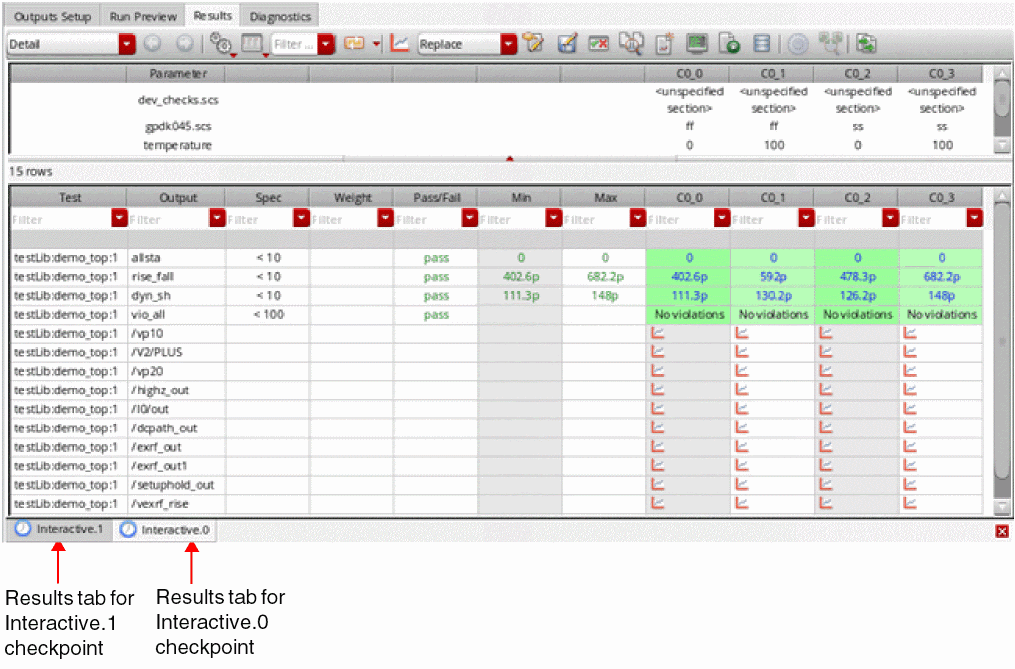 Outputs Setup Run Preview Results Diagnostics
Detail Filter ... Replace
Parameter C0_0 C0_1 C0_2 C0_3
dev_checks.scs <unspecified section> <unspecified section> <unspecified section> <unspecified section>
gpdk045.scs ff ff ss ss
temperature 0 100 0 100
15 rows
Test Output Spec Weight Pass/Fail Min Max C0_0 C0_1 C0_2 C0_3
Filter Filter Filter Filter Filter Filter Filter Filter Filter Filter Filter
testLib:demo_top:1 allsta < 10 pass 0 0 0 0 0 0
testLib:demo_top:1 rise_fall < 10 pass 402.6p 682.2p 402.6p 592p 478.3p 682.2p
testLib:demo_top:1 dyn_sh < 10 pass 111.3p 148p 111.3p 130.2p 126.2p 148p
testLib:demo_top:1 vio_all < 100 pass No violations No violations No violations No violations
testLib:demo_top:1 /vp10
testLib:demo_top:1 /V2/PLUS
testLib:demo_top:1 /vp20
testLib:demo_top:1 /highz_out
testLib:demo_top:1 /I0/out
testLib:demo_top:1 /dcpath_out
testLib:demo_top:1 /exrf_out
testLib:demo_top:1 /exrf_out1
testLib:demo_top:1 /setuphold_out
testLib:demo_top:1 /vexrf_rise
Interactive.1 Interactive.0
Results tab for
Interactive.1
checkpoint
Results tab for
Interactive.0
checkpoint